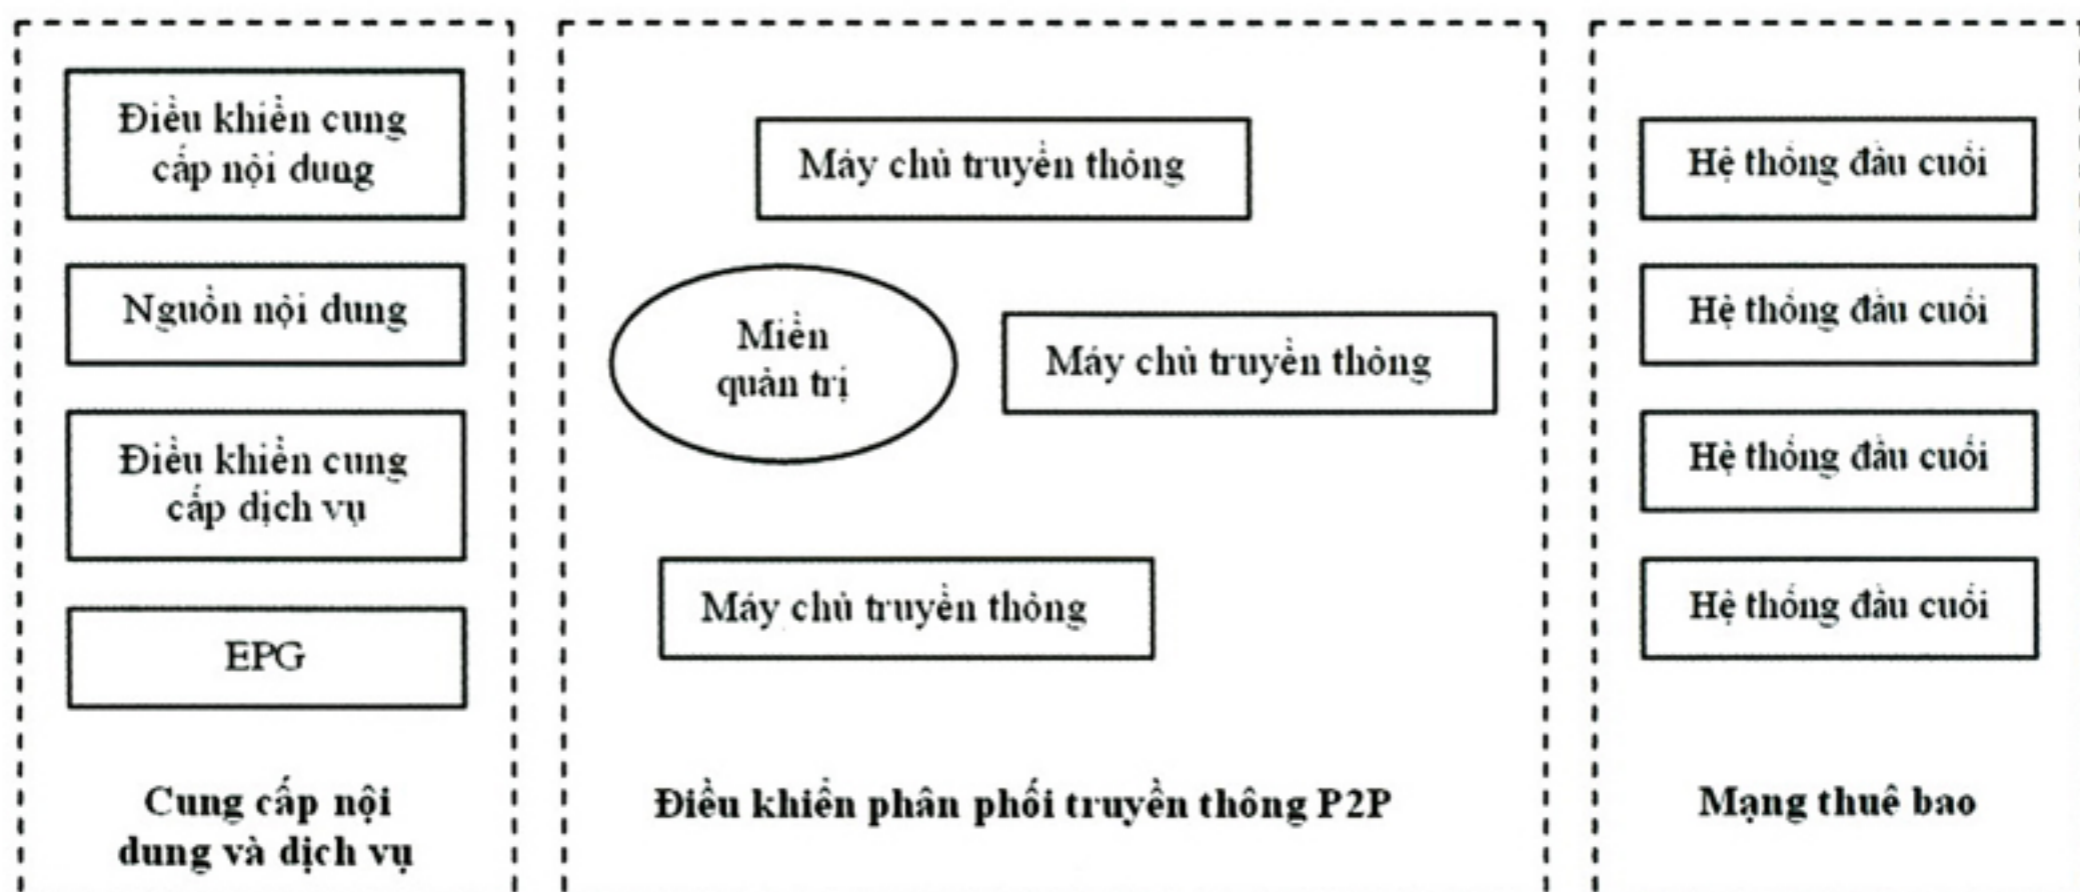 Điều khiển cung
cấp nội dung
Nguồn nội dung
Điều khiển cung
cấp dịch vụ
EPG
Cung cấp nội
dung và dịch vụ
Máy chủ truyền thông
Miền
quản trị
Máy chủ truyền thông
Máy chủ truyền thông
Điều khiển phân phối truyền thông P2P
Hệ thống đầu cuối
Hệ thống đầu cuối
Hệ thống đầu cuối
Hệ thống đầu cuối
Mạng thuê bao